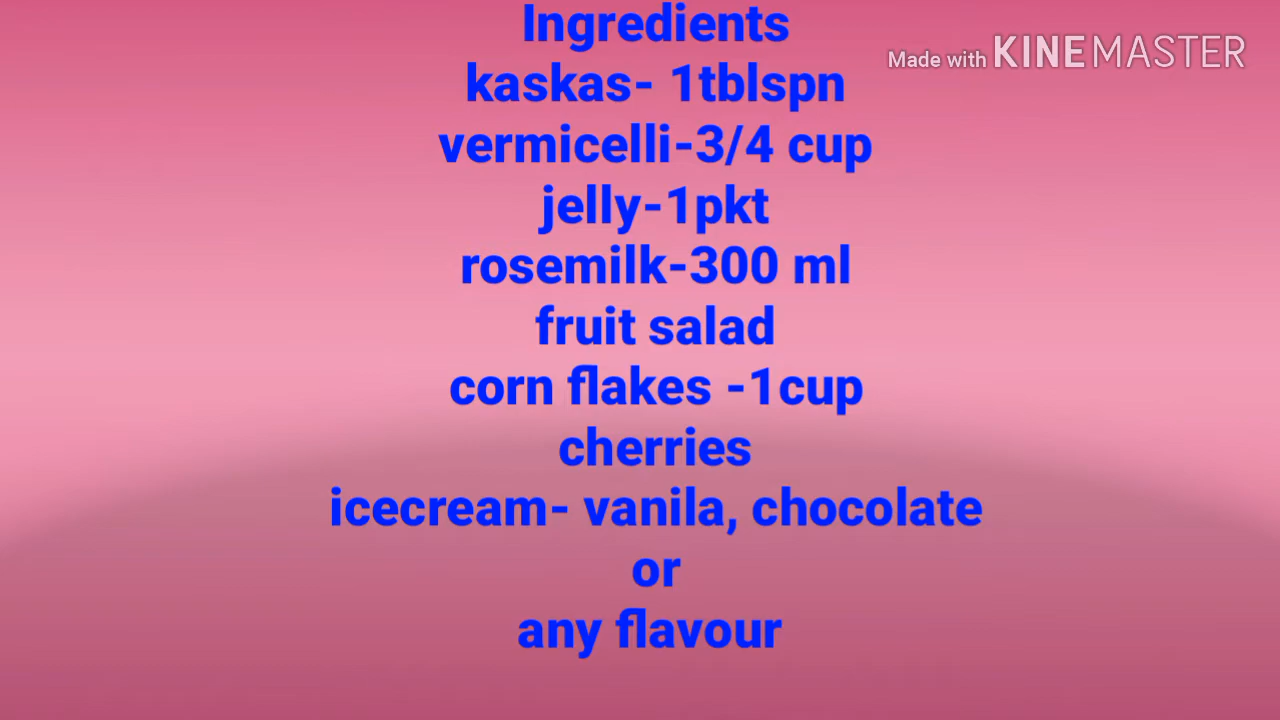 Ingredients
Made with KINEMASTER
kaskas- 1tblspn
vermicelli-3/4 cup
jelly-1pkt
rosemilk-300 ml
fruit salad
corn flakes -1cup
cherries
icecream- vanila, chocolate
or
any flavour